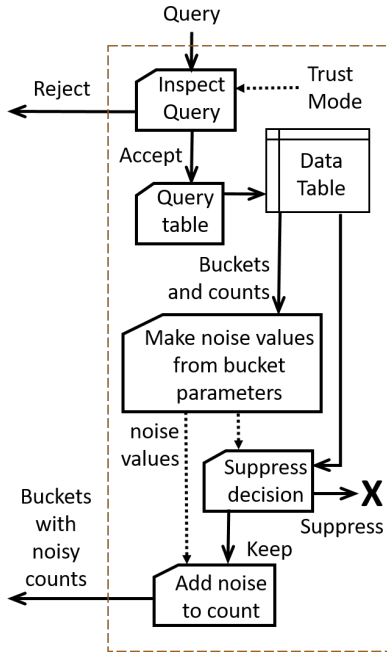 Query
Inspect
Query
Trust
Mode
Reject
Accept
Query
table
Data
Table
Buckets
and counts
Make noise values
from bucket
parameters
noise
values
Suppress
decision
X
Suppress
Keep
Buckets
with
noisy
counts
Add noise
to count